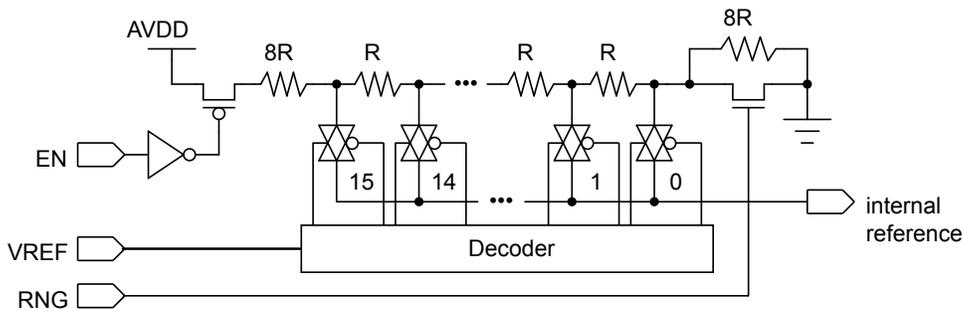 AVDD
8R
R
R
R
8R
EN
15
14
1
0
internal
reference
VREF
Decoder
RNG